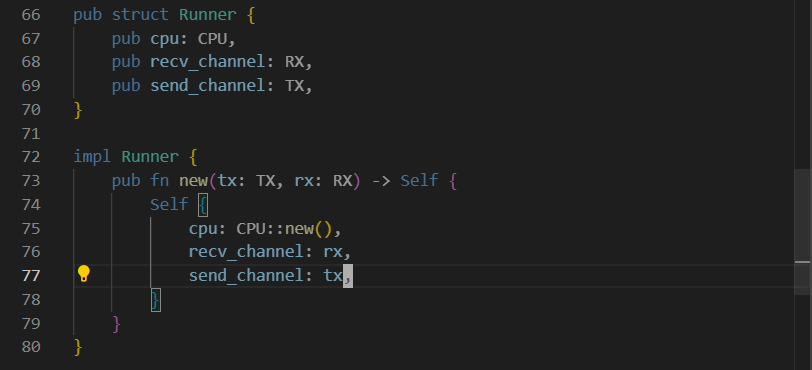 66 pub struct Runner {
67     pub cpu: CPU,
68     pub recv_channel: RX,
69     pub send_channel: TX,
70 }
71
72 impl Runner {
73     pub fn new(tx: TX, rx: RX) -> Self {
74         Self {
75             cpu: CPU::new(),
76             recv_channel: rx,
77             send_channel: tx,
78         }
79     }
80 }